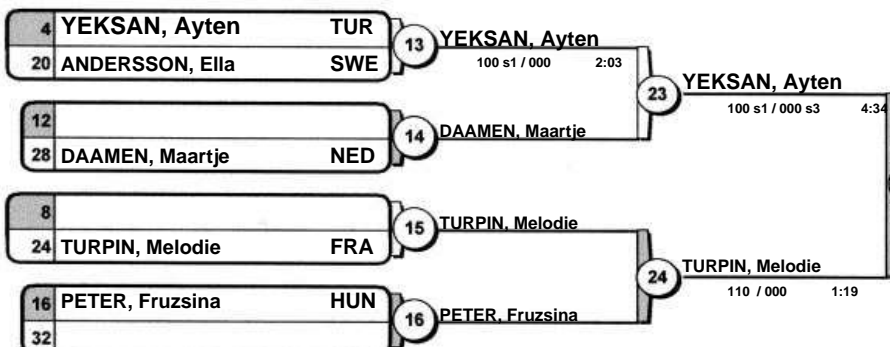 4 YEKSAN, Ayten TUR
20 ANDERSSON, Ella SWE
13
YEKSAN, Ayten
100 s1 / 000 2:03
12
28 DAAMEN, Maartje NED
14
DAAMEN, Maartje
23
YEKSAN, Ayten
100 s1 / 000 s3 4:34
8
24 TURPIN, Melodie FRA
15
TURPIN, Melodie
16 PETER, Fruzsina HUN
32
16
PETER, Fruzsina
24
TURPIN, Melodie
110 / 000 1:19